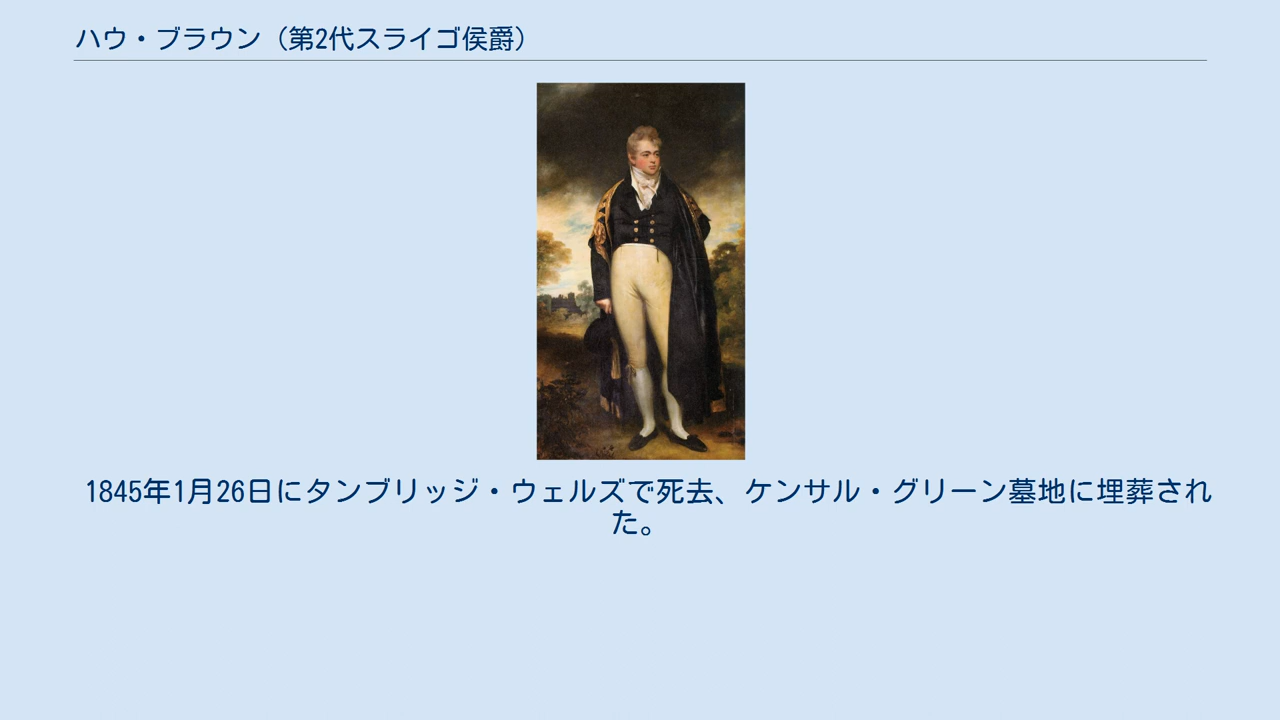 ハウ・ブラウン（第2代スライゴ侯爵）
1845年1月26日にタンブリッジ・ウェルズで死去、ケンサル・グリーン墓地に埋葬され
た。